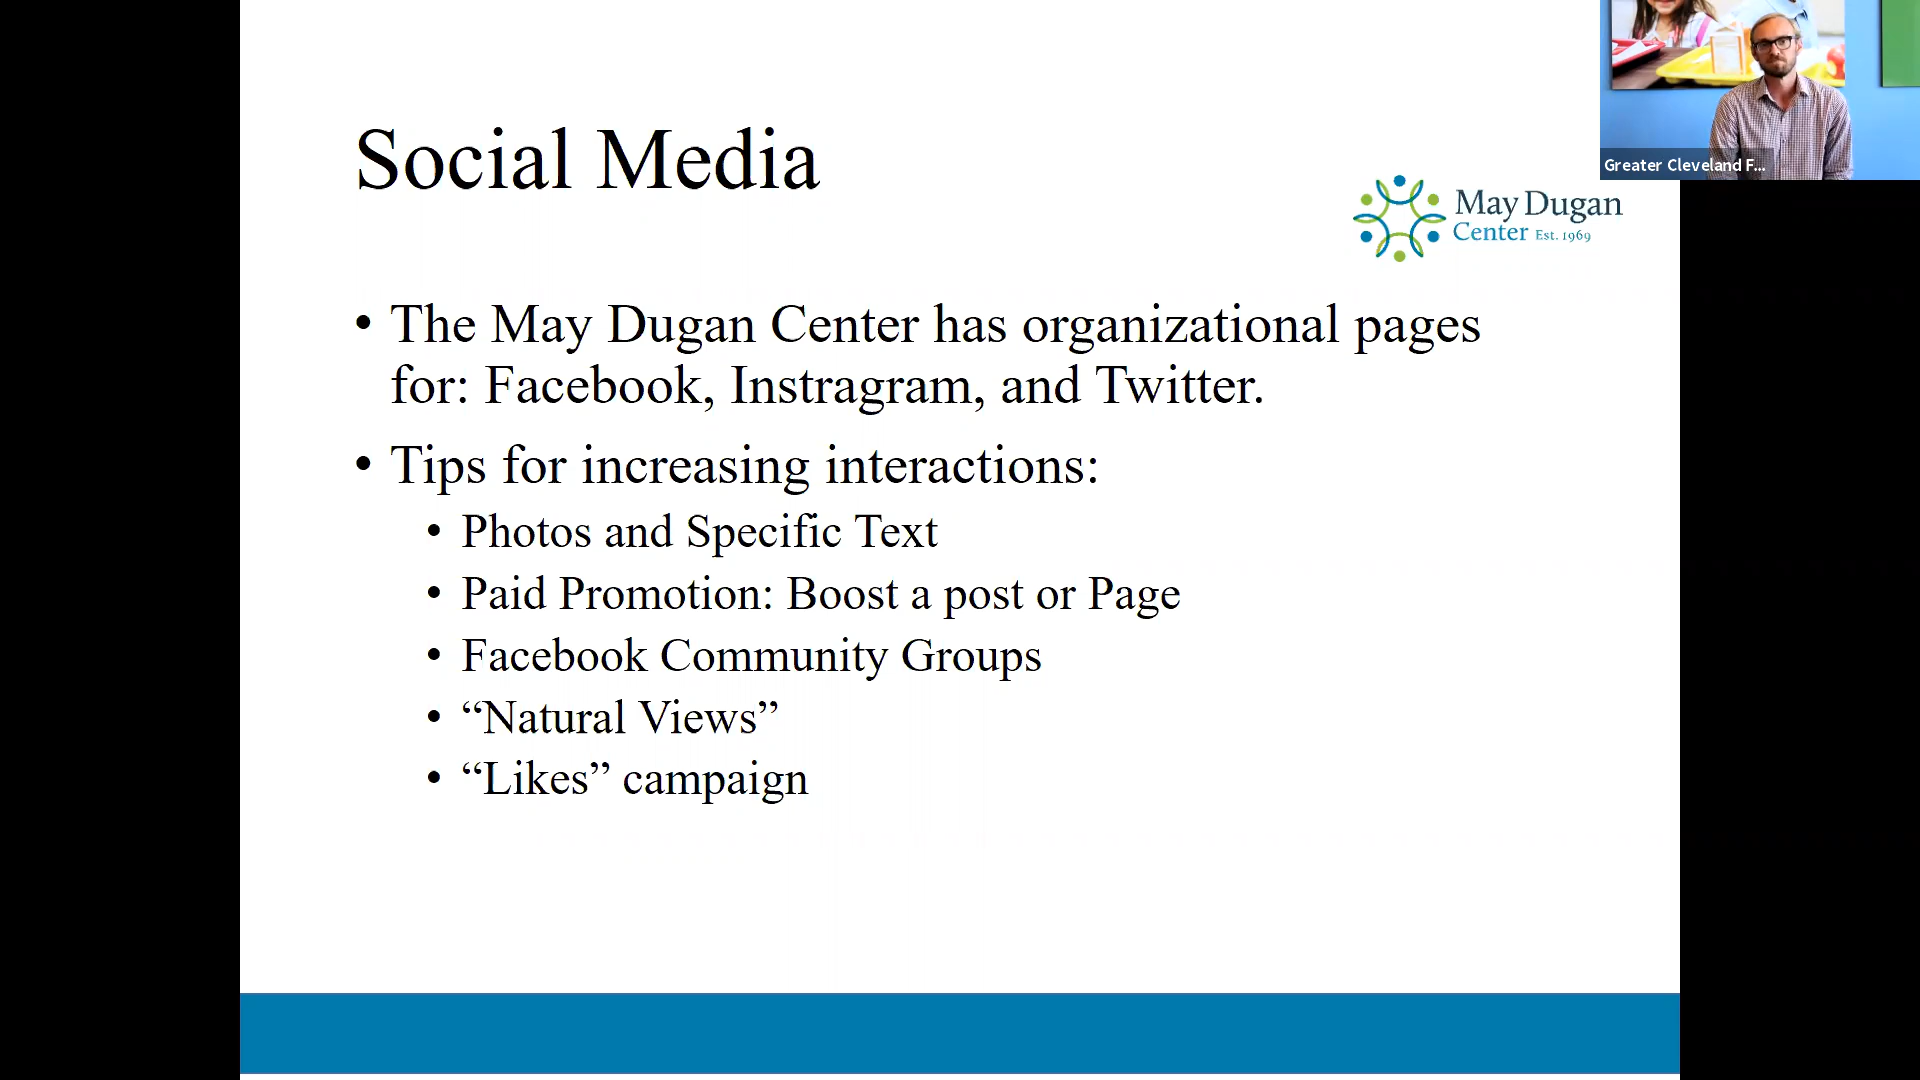 Social Media
Greater Cleveland F...
May Dugan
Center Est. 1969
• The May Dugan Center has organizational pages
for: Facebook, Instragram, and Twitter.
• Tips for increasing interactions:
• Photos and Specific Text
• Paid Promotion: Boost a post or Page
• Facebook Community Groups
• “Natural Views”
• “Likes” campaign